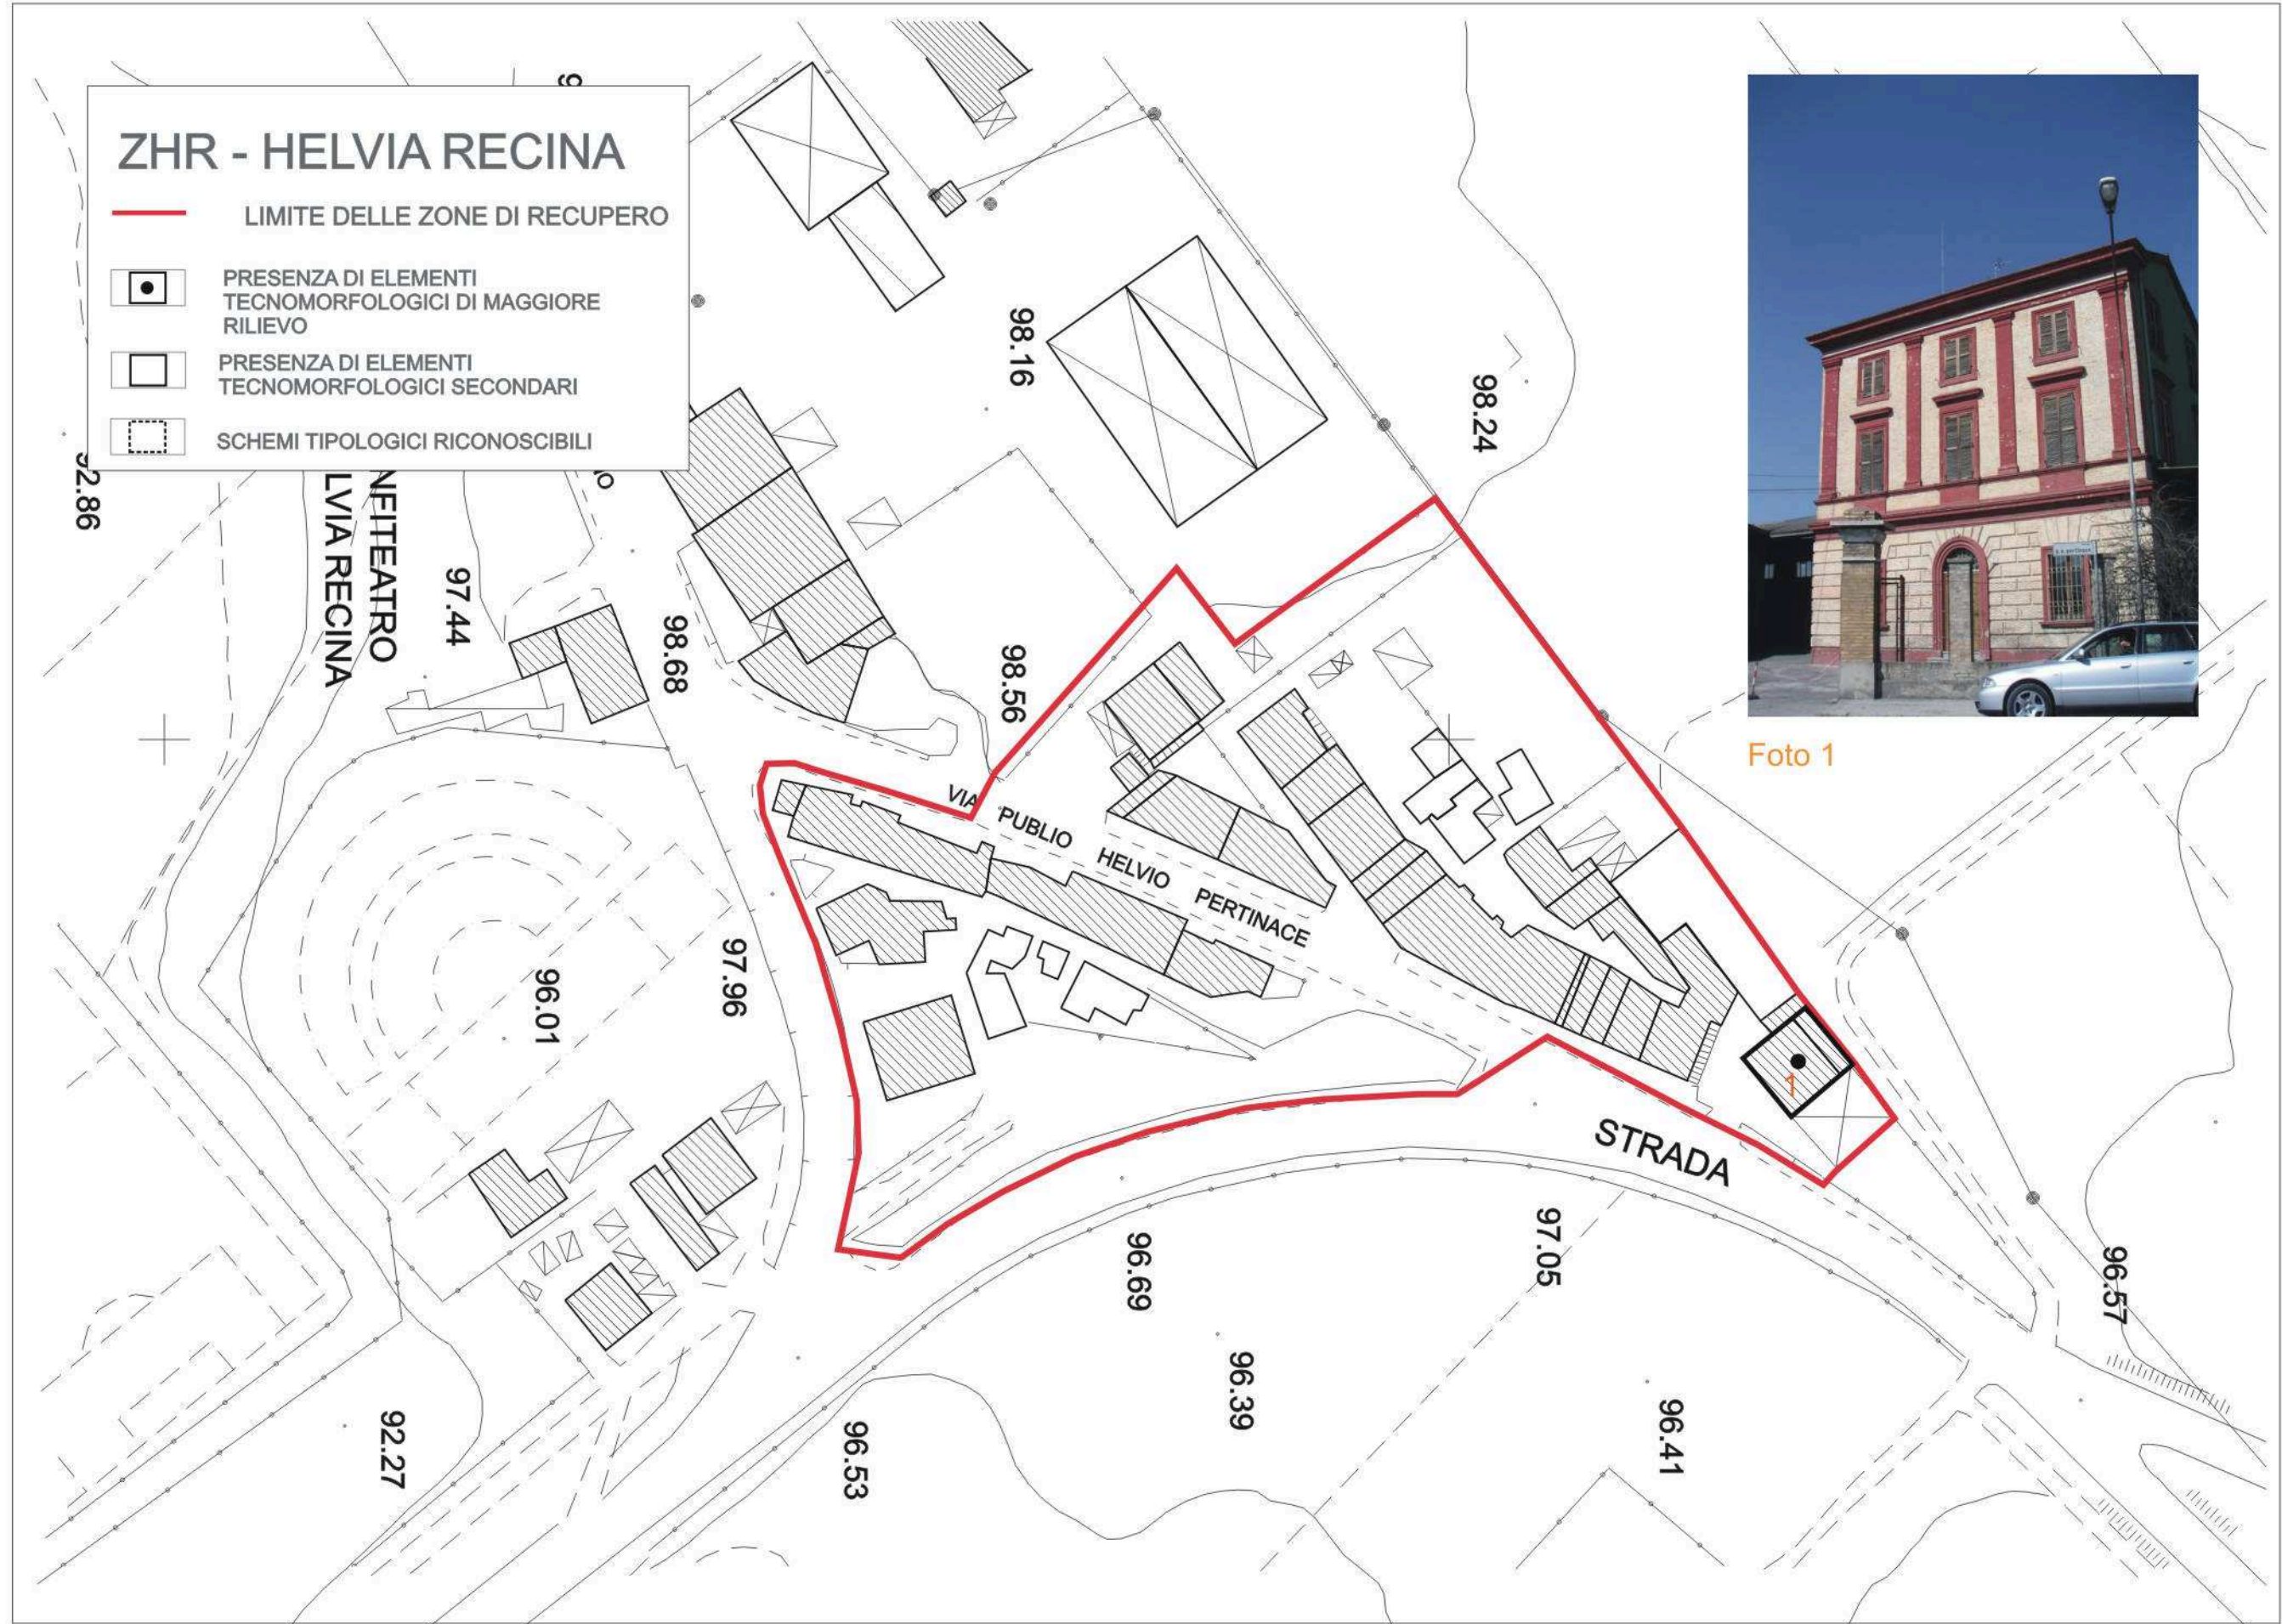 ZHR - HELVIA RECINA
LIMITE DELLE ZONE DI RECUPERO
PRESENZA DI ELEMENTI
TECNOMORFOLOGICI DI MAGGIORE
RILIEVO
PRESENZA DI ELEMENTI
TECNOMORFOLOGICI SECONDARI
SCHEMI TIPOLOGICI RICONOSCIBILI
98.16
98.24
NFITEATRO
LVIA RECINA
92.86
97.44
98.68
98.56
Foto 1
VIA PUBLIO HELVIO PERTINACE
97.96
96.01
1
STRADA
96.69
97.05
96.57
96.39
96.41
92.27
96.53